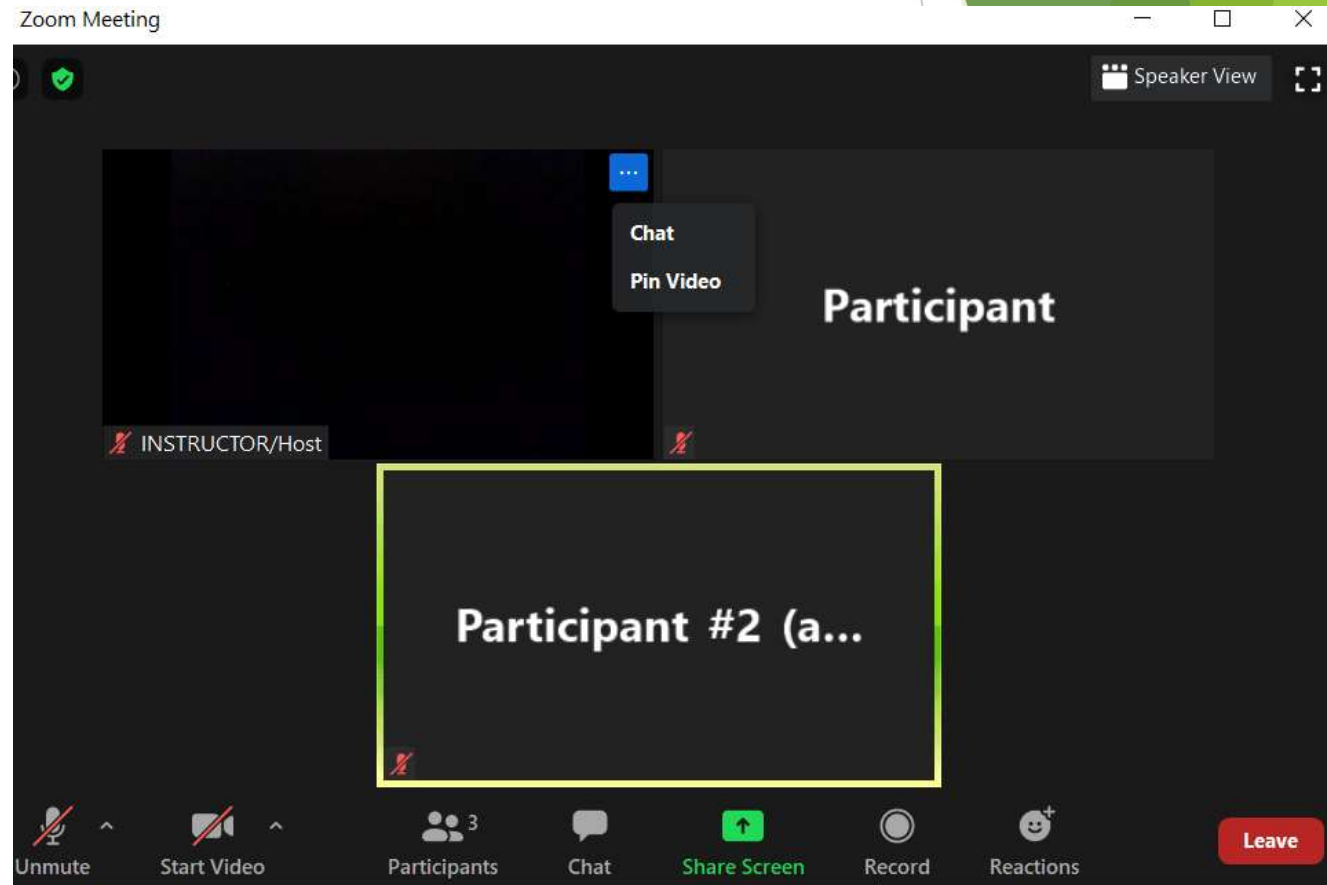 Zoom Meeting
Speaker View
...
Chat
Pin Video
Participant
INSTRUCTOR/Host
Participant #2 (a...
3
Unmute
Start Video
Participants
Chat
Share Screen
Record
Reactions
Leave